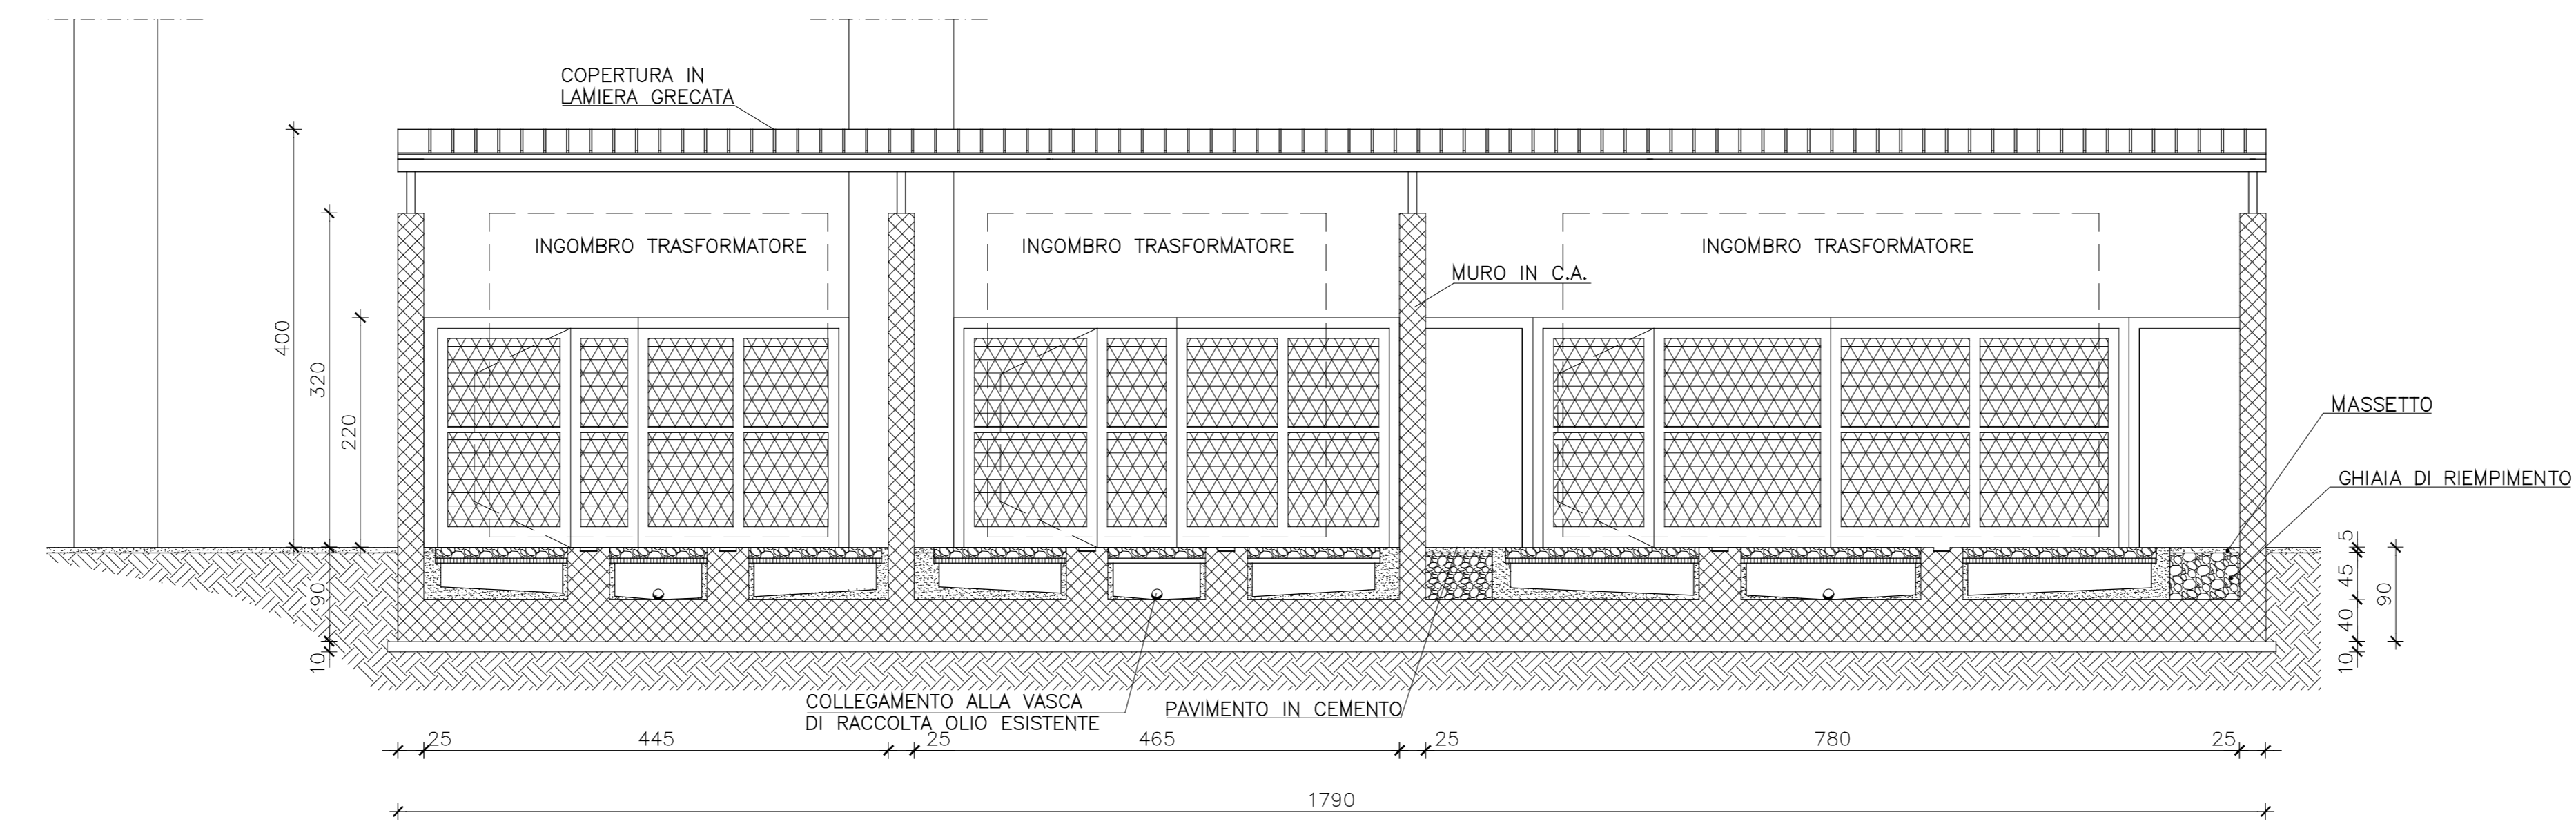 COPERTURA IN
LAMIERA GRECATA
INGOMBRO TRASFORMATORE
INGOMBRO TRASFORMATORE
INGOMBRO TRASFORMATORE
MURO IN C.A.
400
320
220
MASSETTO
GHIAIA DI RIEMPIMENTO
90
10
5
45
40
10
90
COLLEGAMENTO ALLA VASCA
DI RACCOLTA OLIO ESISTENTE
PAVIMENTO IN CEMENTO
25 445 25 465 25 780 25
1790